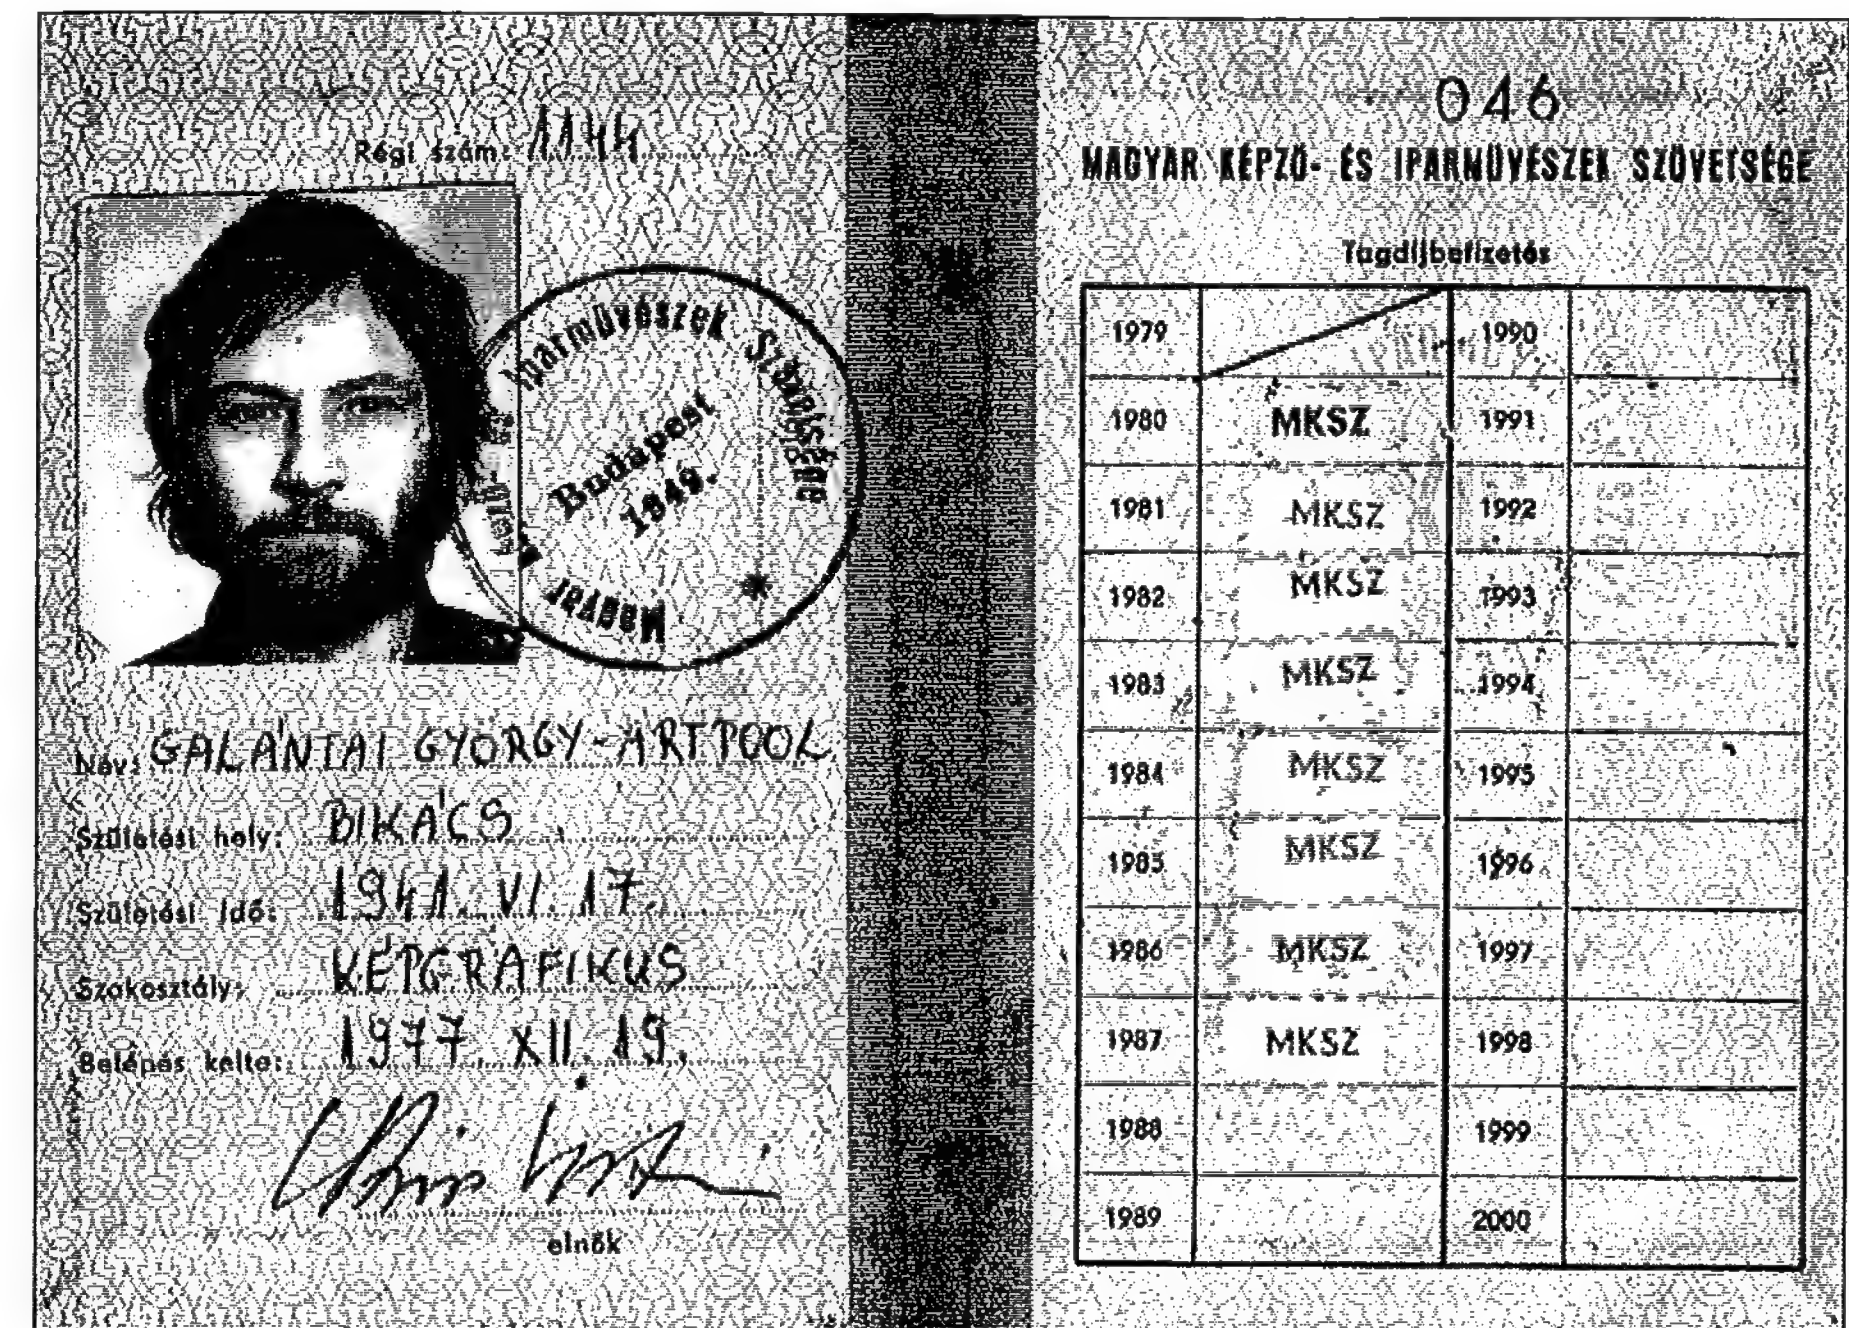 Régi szám: 1144
Magyar Iparművészek Szövetsége
Budapest
1949.
Név: GALÁNTAI GYÖRGY-ARTPOOL
Születési hely: BIKÁCS
Születési idő: 1941. VI. 17.
Szakosztály: KÉPGRAFIKUS
Belépés kelte: 1977. XII. 19.
elnök
046
MAGYAR KÉPZŐ- ÉS IPARMŰVÉSZEK SZÖVETSÉGE
Tagdíjbefizetés
1979 1990
1980 MKSZ 1991
1981 MKSZ 1992
1982 MKSZ 1993
1983 MKSZ 1994
1984 MKSZ 1995
1985 MKSZ 1996
1986 MKSZ 1997
1987 MKSZ 1998
1988 1999
1989 2000